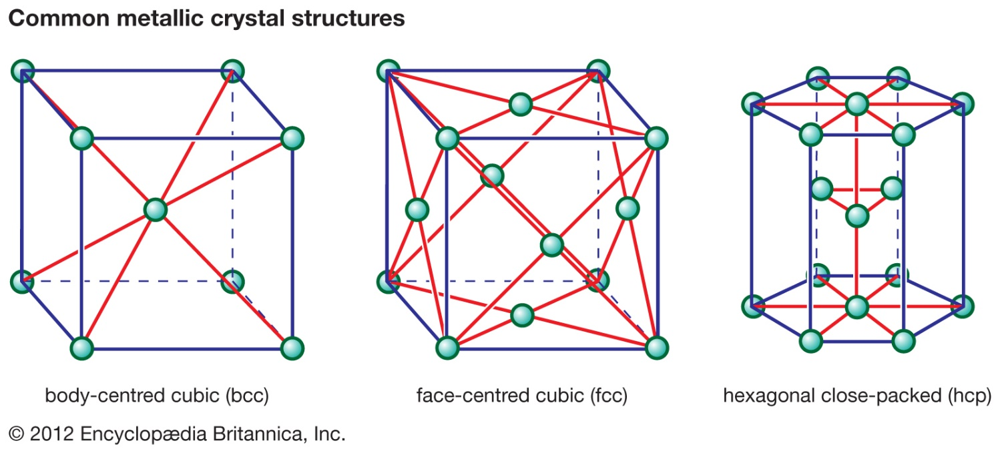 Common metallic crystal structures
body-centred cubic (bcc)
face-centred cubic (fcc)
hexagonal close-packed (hcp)
© 2012 Encyclopædia Britannica, Inc.